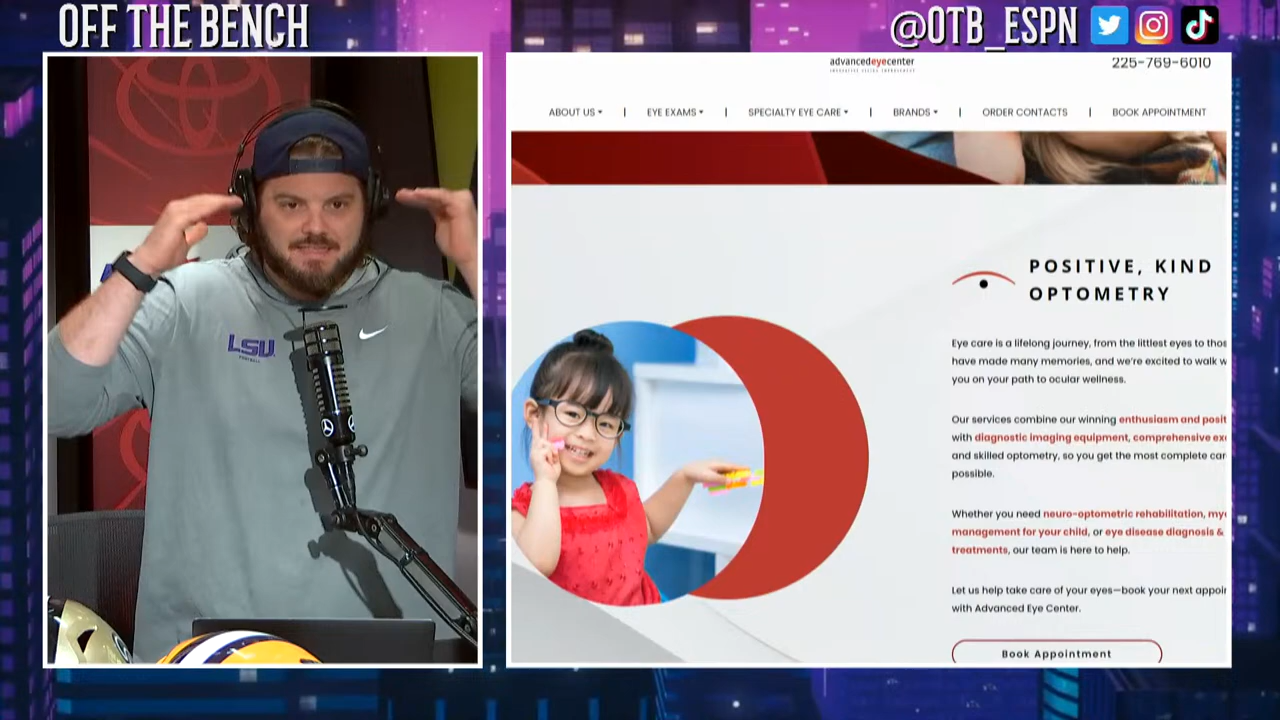 OFF THE BENCH
@OTB_ESPN
advancedeyecenter
225-769-6010
ABOUT US
EYE EXAMS
SPECIALTY EYE CARE
BRANDS
ORDER CONTACTS
BOOK APPOINTMENT
POSITIVE, KIND
OPTOMETRY
Eye care is a lifelong journey, from the littlest eyes to thos
have made many memories, and we're excited to walk w
you on your path to ocular wellness.
Our services combine our winning enthusiasm and posit
with diagnostic imaging equipment, comprehensive exa
and skilled optometry, so you get the most complete car
possible.
Whether you need neuro-optometric rehabilitation, myo
management for your child, or eye disease diagnosis &
treatments, our team is here to help.
Let us help take care of your eyes—book your next appoin
with Advanced Eye Center.
Book Appointment
LSU